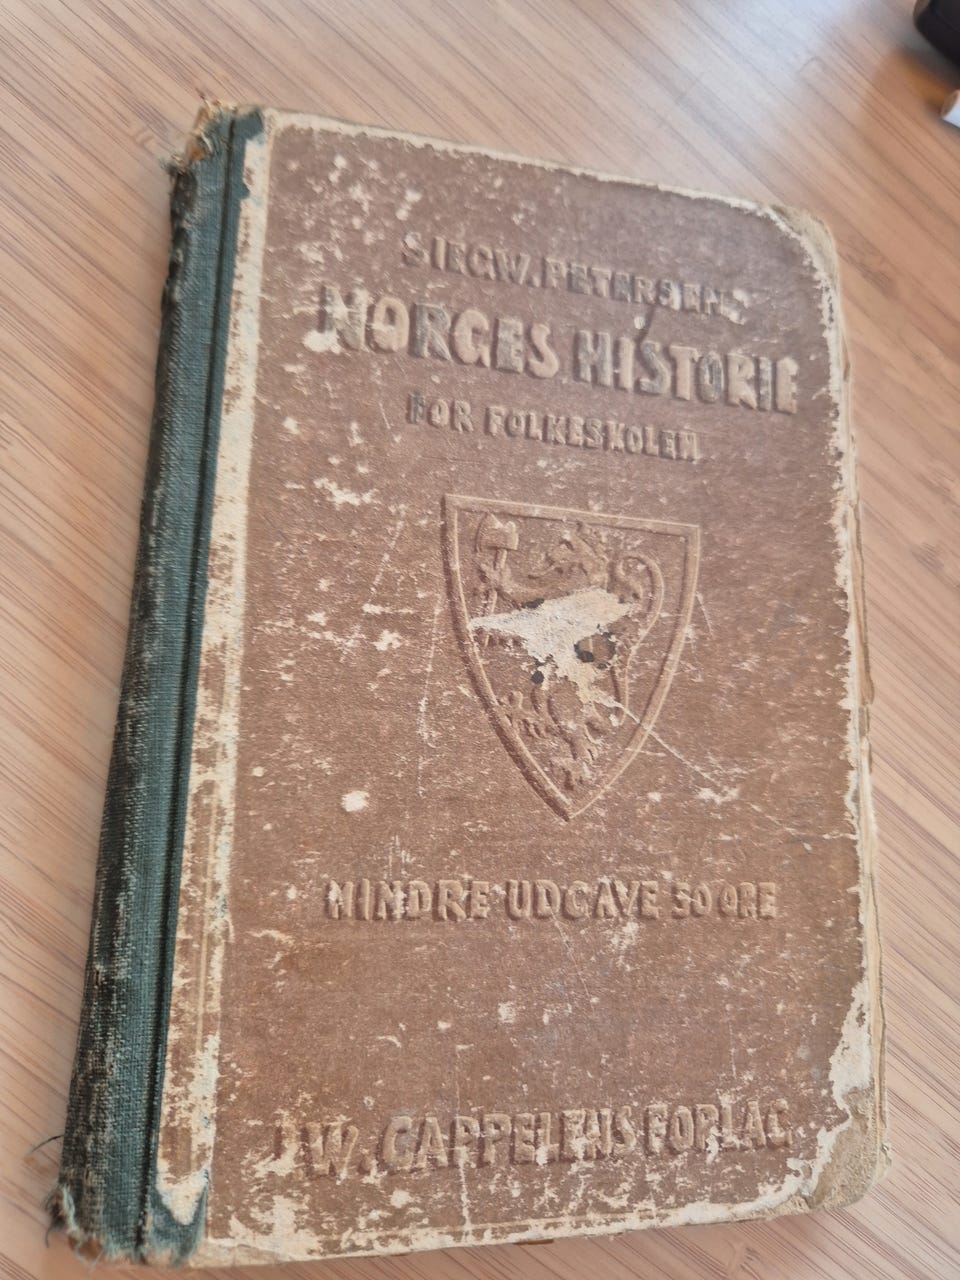 SIEGW. PETERSENS
NORGES HISTORIE
FOR FOLKESKOLEN
MINDRE UDGAVE 50 ØRE
J. W. CAPPELENS FORLAG